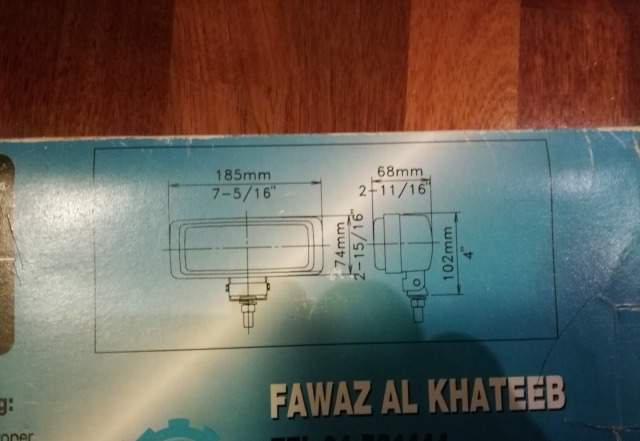 185mm
7-5/16"
68mm
2-11/16"
74mm
2-15/16"
102mm
4"
FAWAZ AL KHATEEB